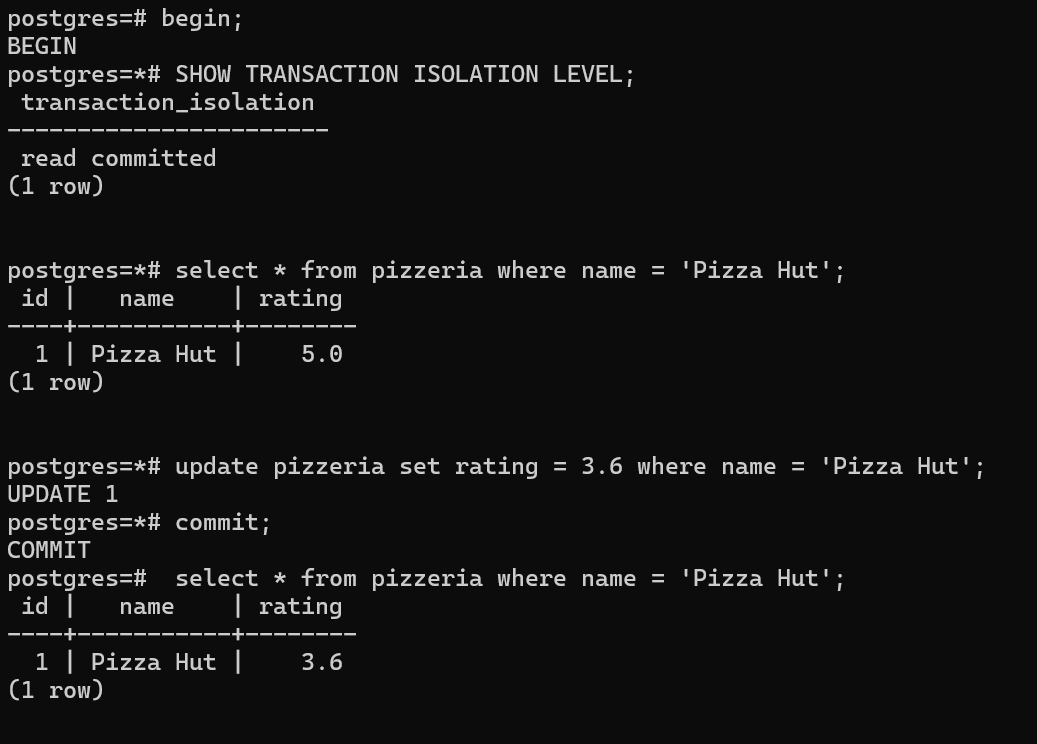 postgres=# begin;
BEGIN
postgres=*# SHOW TRANSACTION ISOLATION LEVEL;
 transaction_isolation
-----------------------
 read committed
(1 row)


postgres=*# select * from pizzeria where name = 'Pizza Hut';
 id |   name    | rating
----+-----------+--------
  1 | Pizza Hut |    5.0
(1 row)


postgres=*# update pizzeria set rating = 3.6 where name = 'Pizza Hut';
UPDATE 1
postgres=*# commit;
COMMIT
postgres=#  select * from pizzeria where name = 'Pizza Hut';
 id |   name    | rating
----+-----------+--------
  1 | Pizza Hut |    3.6
(1 row)